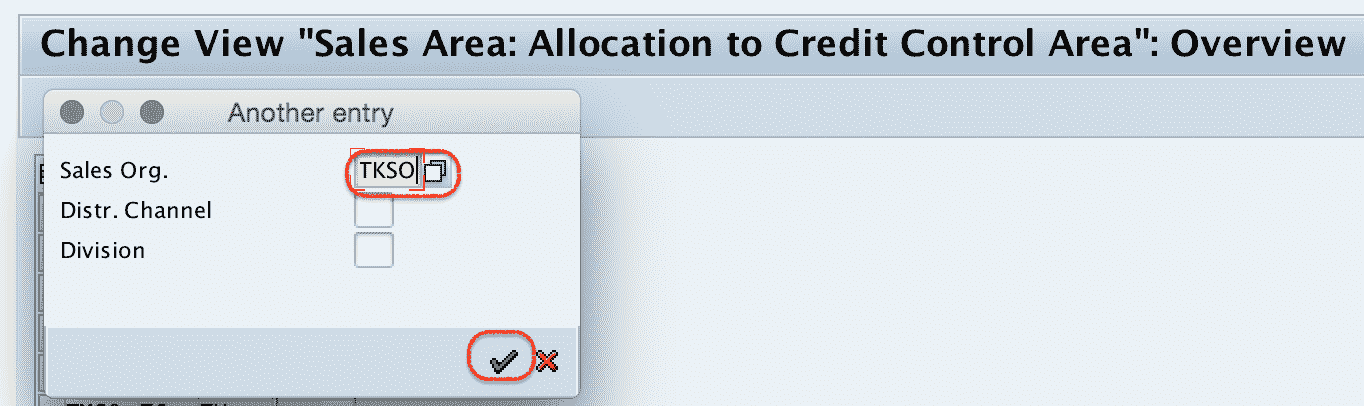 Change View "Sales Area: Allocation to Credit Control Area": Overview
Another entry
Sales Org. TKSO
Distr. Channel
Division